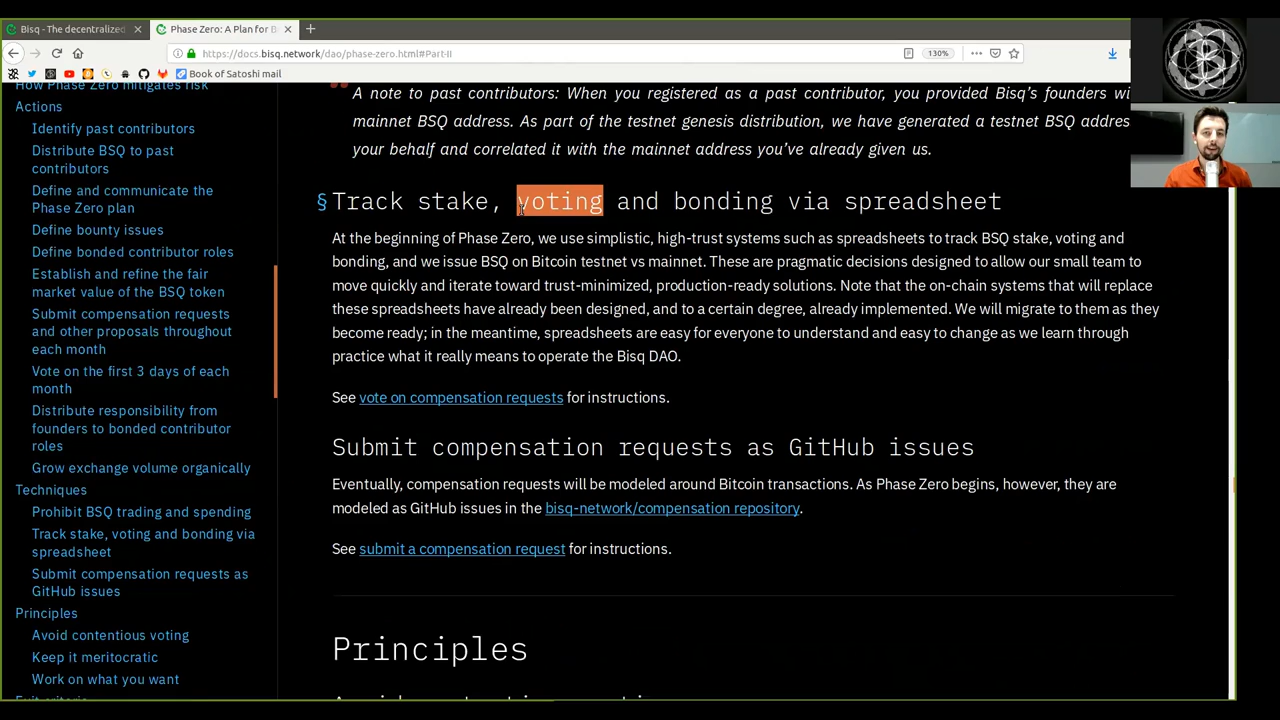 Bisq - The decentralized
Phase Zero: A Plan for B
https://docs.bisq.network/dao/phase-zero.html#Part-II
130%
Book of Satoshi mail
How Phase Zero mitigates risk
Actions
Identify past contributors
Distribute BSQ to past
contributors
Define and communicate the
Phase Zero plan
Define bounty issues
Define bonded contributor roles
Establish and refine the fair
market value of the BSQ token
Submit compensation requests
and other proposals throughout
each month
Vote on the first 3 days of each
month
Distribute responsibility from
founders to bonded contributor
roles
Grow exchange volume organically
Techniques
Prohibit BSQ trading and spending
Track stake, voting and bonding via
spreadsheet
Submit compensation requests as
GitHub issues
Principles
Avoid contentious voting
Keep it meritocratic
Work on what you want
A note to past contributors: When you registered as a past contributor, you provided Bisq's founders wi
mainnet BSQ address. As part of the testnet genesis distribution, we have generated a testnet BSQ addres
your behalf and correlated it with the mainnet address you've already given us.
§Track stake, voting and bonding via spreadsheet
At the beginning of Phase Zero, we use simplistic, high-trust systems such as spreadsheets to track BSQ stake, voting and
bonding, and we issue BSQ on Bitcoin testnet vs mainnet. These are pragmatic decisions designed to allow our small team to
move quickly and iterate toward trust-minimized, production-ready solutions. Note that the on-chain systems that will replace
these spreadsheets have already been designed, and to a certain degree, already implemented. We will migrate to them as they
become ready; in the meantime, spreadsheets are easy for everyone to understand and easy to change as we learn through
practice what it really means to operate the Bisq DAO.
See vote on compensation requests for instructions.
Submit compensation requests as GitHub issues
Eventually, compensation requests will be modeled around Bitcoin transactions. As Phase Zero begins, however, they are
modeled as GitHub issues in the bisq-network/compensation repository.
See submit a compensation request for instructions.
Principles